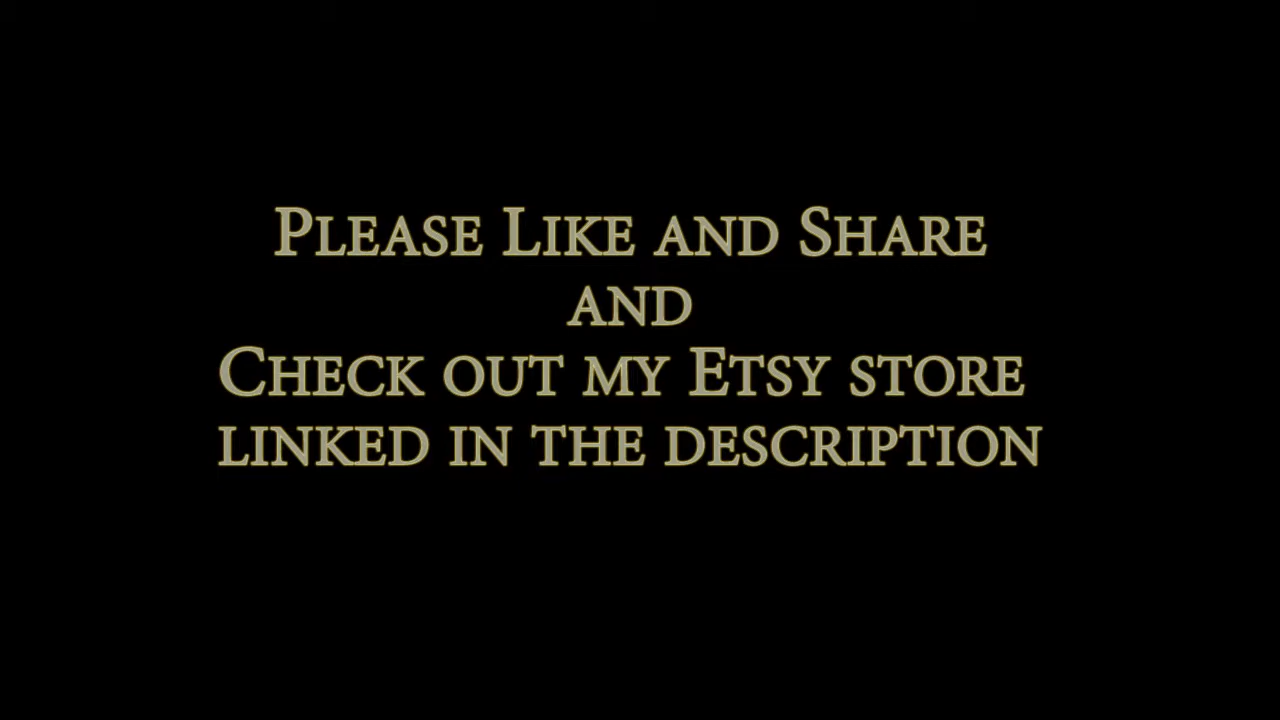 Please Like and Share
and
Check out my Etsy store
linked in the description